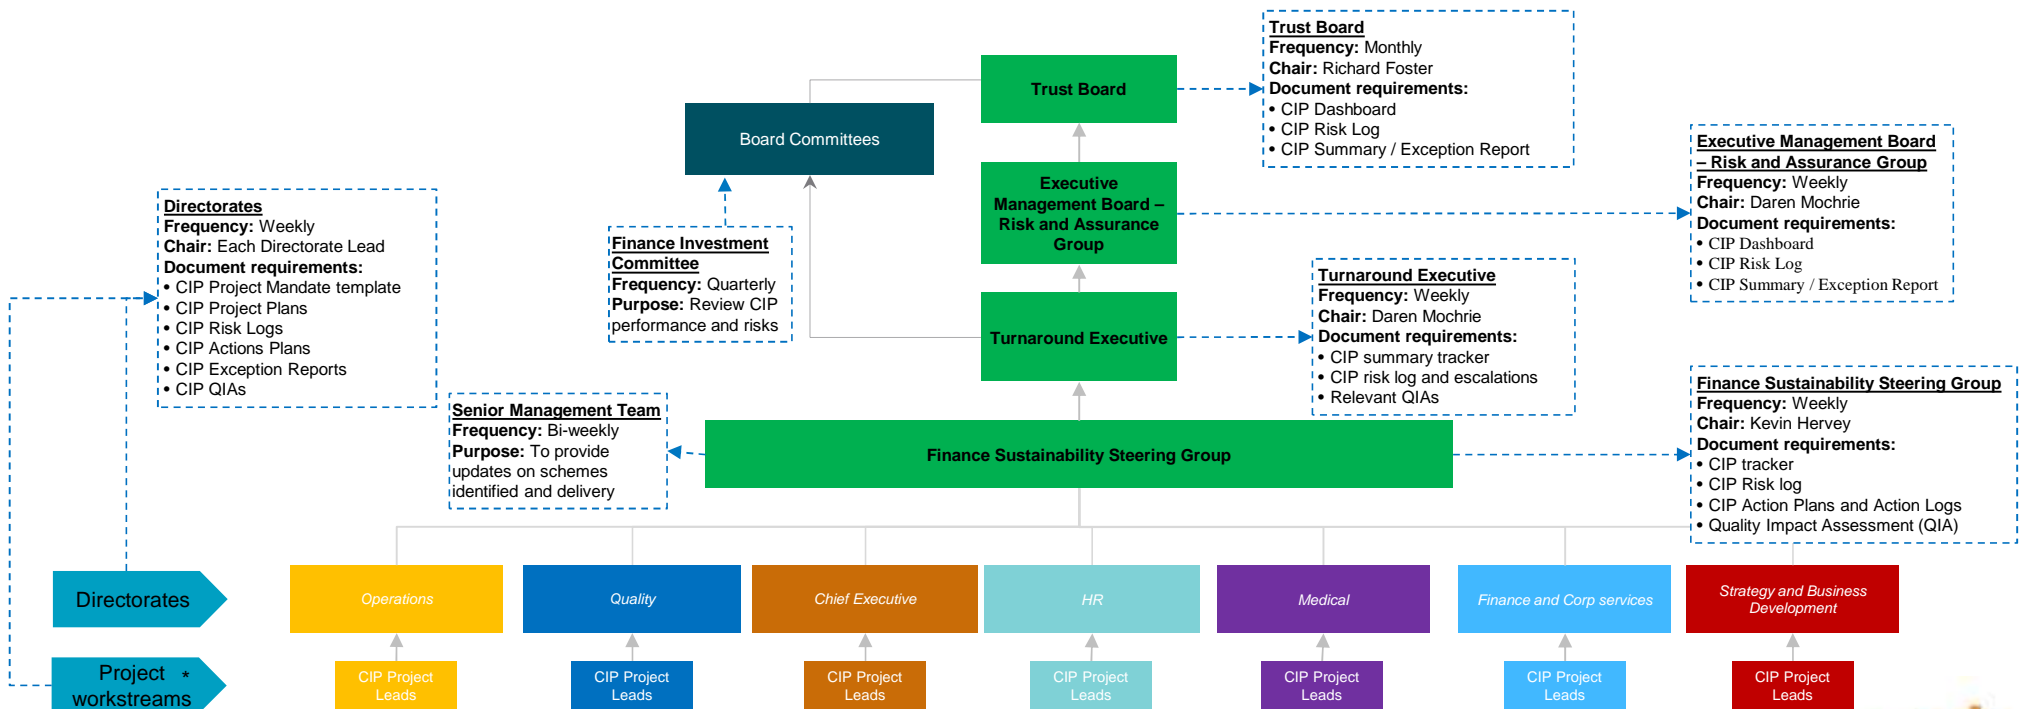 Trust Board
Frequency: Monthly
Chair: Richard Foster
Document requirements:
• CIP Dashboard
• CIP Risk Log
• CIP Summary / Exception Report
Trust Board
Board Committees
Executive Management Board
– Risk and Assurance Group
Frequency: Weekly
Chair: Daren Mochrie
Document requirements:
• CIP Dashboard
• CIP Risk Log
• CIP Summary / Exception Report
Executive
Management Board –
Risk and Assurance
Group
Directorates
Frequency: Weekly
Chair: Each Directorate Lead
Document requirements:
• CIP Project Mandate template
• CIP Project Plans
• CIP Risk Logs
• CIP Actions Plans
• CIP Exception Reports
• CIP QIAs
Finance Investment
Committee
Frequency: Quarterly
Purpose: Review CIP
performance and risks
Turnaround Executive
Frequency: Weekly
Chair: Daren Mochrie
Document requirements:
• CIP summary tracker
• CIP risk log and escalations
• Relevant QIAs
Turnaround Executive
Senior Management Team
Frequency: Bi-weekly
Purpose: To provide
updates on schemes
identified and delivery
Finance Sustainability Steering Group
Finance Sustainability Steering Group
Frequency: Weekly
Chair: Kevin Hervey
Document requirements:
• CIP tracker
• CIP Risk log
• CIP Action Plans and Action Logs
• Quality Impact Assessment (QIA)
Directorates
Operations
Quality
Chief Executive
HR
Medical
Finance and Corp services
Strategy and Business
Development
Project *
workstreams
CIP Project
Leads
CIP Project
Leads
CIP Project
Leads
CIP Project
Leads
CIP Project
Leads
CIP Project
Leads
CIP Project
Leads